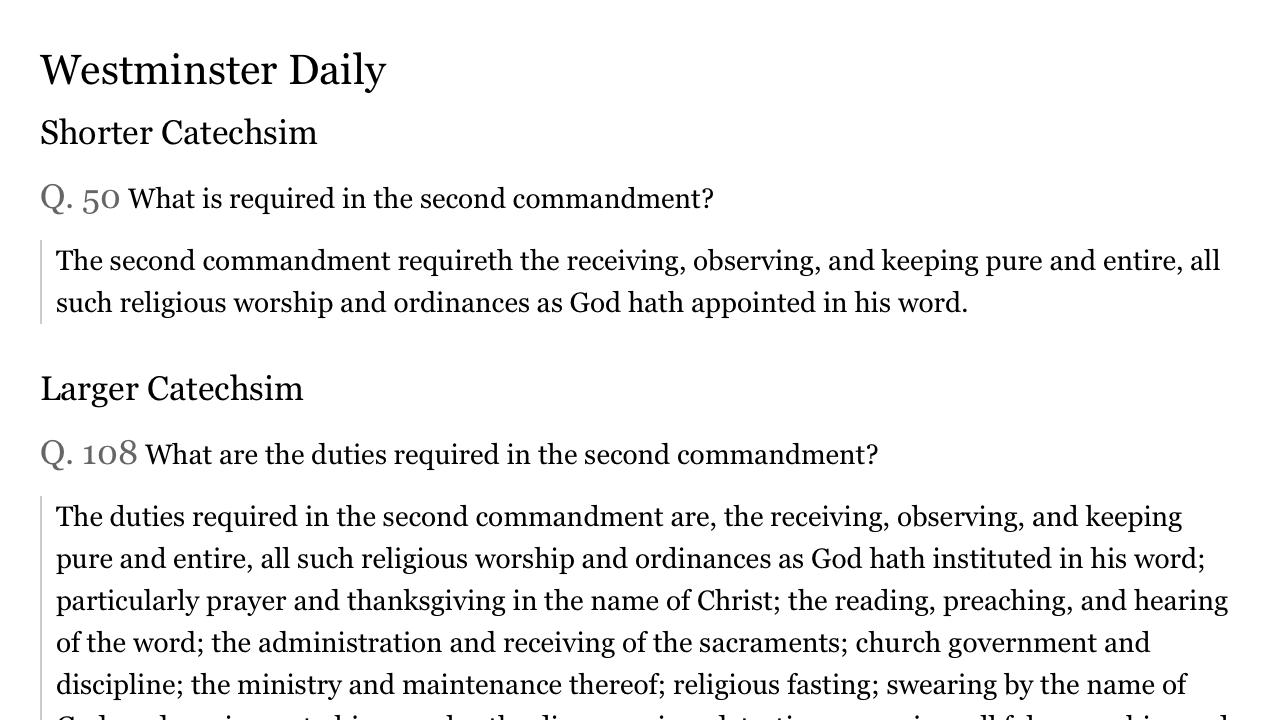 Westminster Daily
Shorter Catechsim
Q. 50 What is required in the second commandment?
The second commandment requireth the receiving, observing, and keeping pure and entire, all
such religious worship and ordinances as God hath appointed in his word.
Larger Catechsim
Q. 108 What are the duties required in the second commandment?
The duties required in the second commandment are, the receiving, observing, and keeping
pure and entire, all such religious worship and ordinances as God hath instituted in his word;
particularly prayer and thanksgiving in the name of Christ; the reading, preaching, and hearing
of the word; the administration and receiving of the sacraments; church government and
discipline; the ministry and maintenance thereof; religious fasting; swearing by the name of